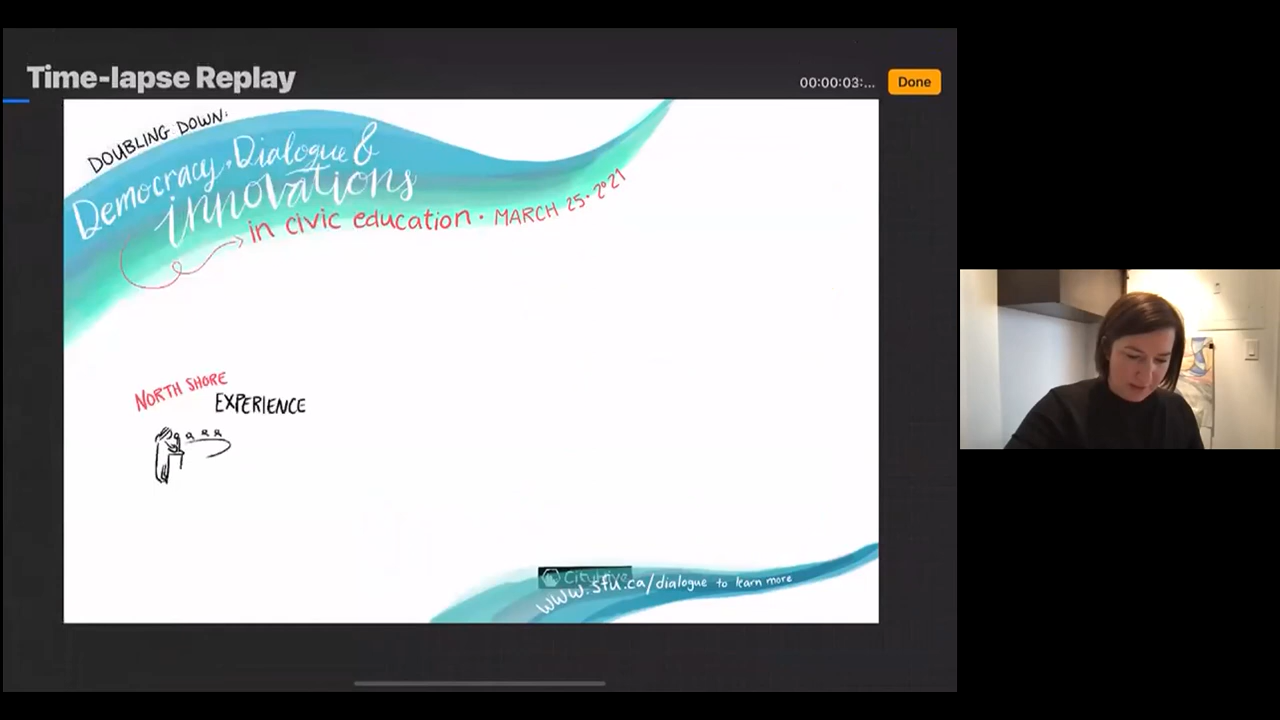 Time-lapse Replay
00:00:03:...
Done
DOUBLING DOWN:
Democracy, Dialogue &
innovations
in civic education · MARCH 25 · 2021
NORTH SHORE
EXPERIENCE
CityHive
www.sfu.ca/dialogue to learn more